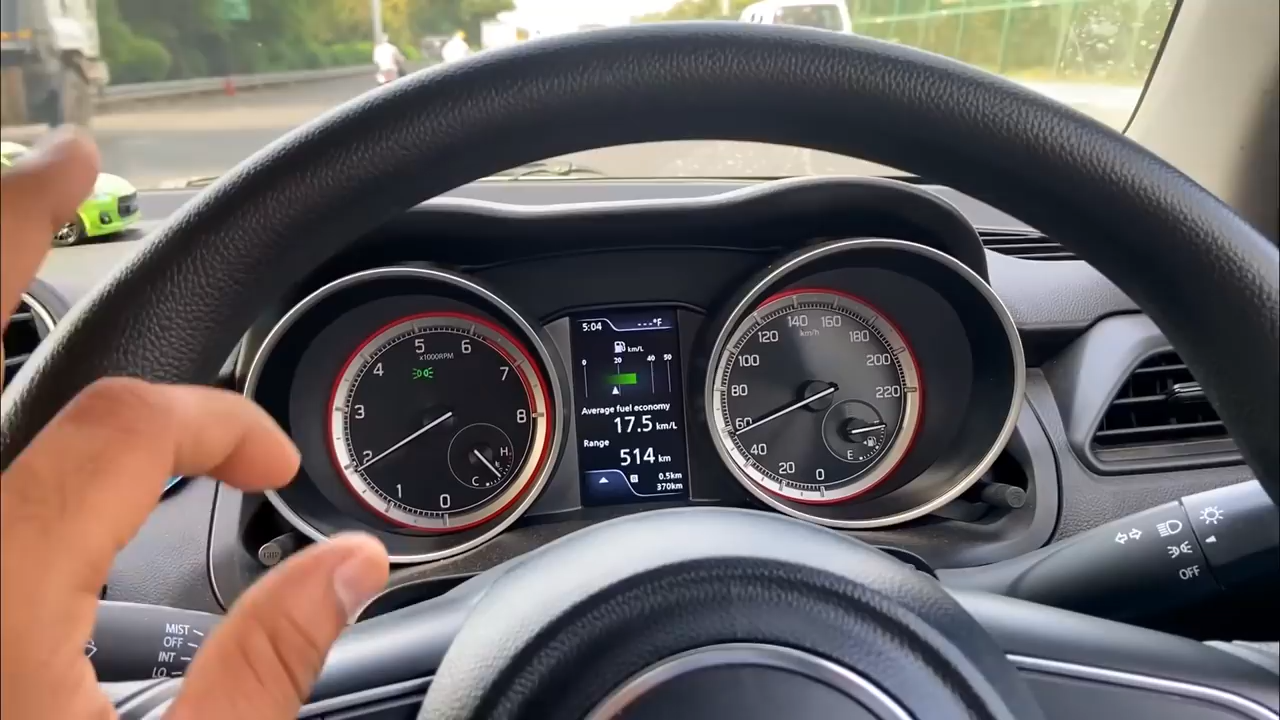 5:04 ---°F
km/L
0 20 40 50
Average fuel economy
17.5 km/L
Range
514 km
0.5km
370km
0 1 2 3 4 5 6 7 8
x1000RPM
H
C
0 20 40 60 80 100 120 140 160 180 200 220
km/h
E
OFF
MIST
OFF
INT
LO